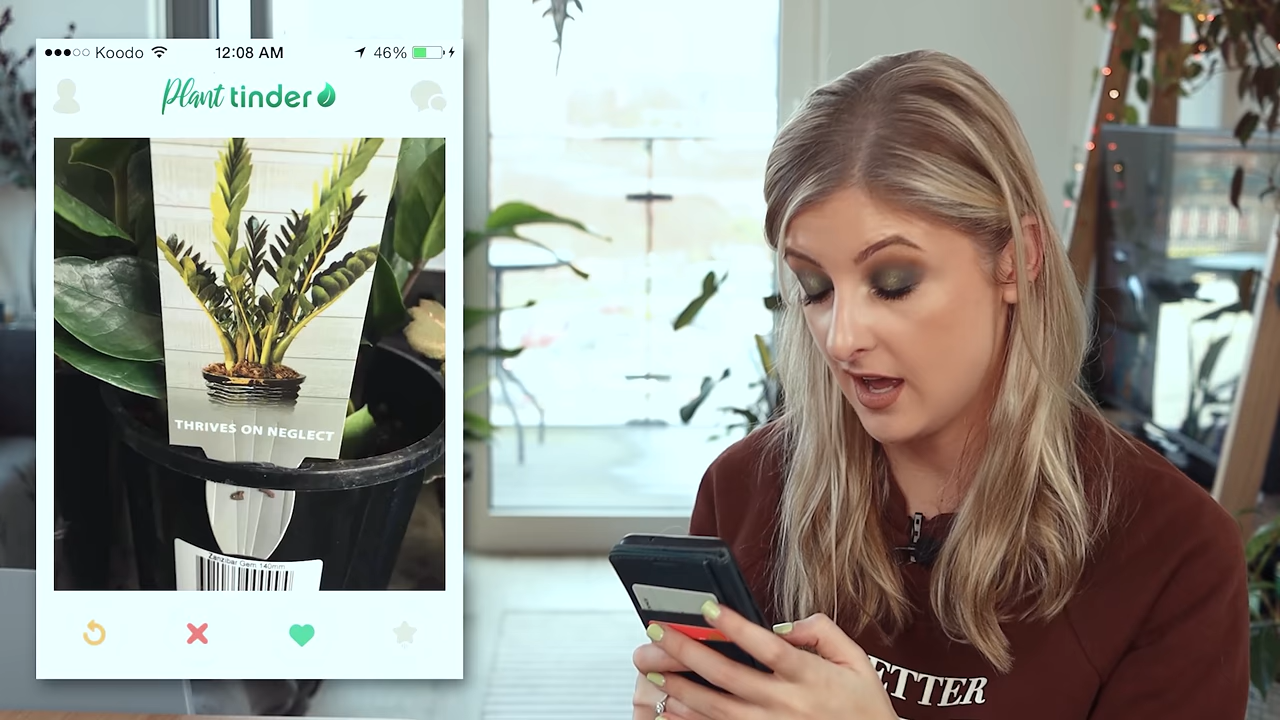 Koodo 12:08 AM 46%
Plant tinder
THRIVES ON NEGLECT
Zanzibar Gem 140mm
ETTER